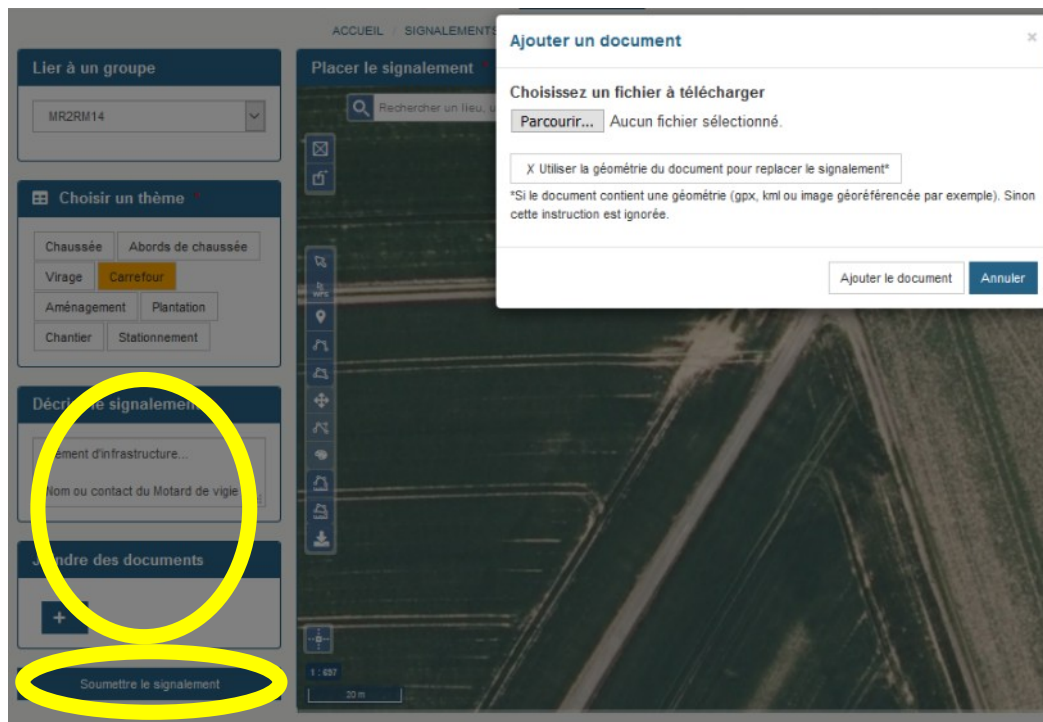 ACCUEIL / SIGNALEMENTS
Lier à un groupe
MR2RM14
Choisir un thème *
Chaussée
Abords de chaussée
Virage
Carrefour
Aménagement
Plantation
Chantier
Stationnement
signalement
d'infrastructure...
Nom ou contact du Motard de vigie
des documents
+
Soumettre le signalement
Placer le signalement *
Rechercher un lieu,
1 : 697
20 m
Ajouter un document
×
Choisissez un fichier à télécharger
Parcourir... Aucun fichier sélectionné.
X Utiliser la géométrie du document pour replacer le signalement*
*Si le document contient une géométrie (gpx, kml ou image géoréférencée par exemple). Sinon
cette instruction est ignorée.
Ajouter le document
Annuler